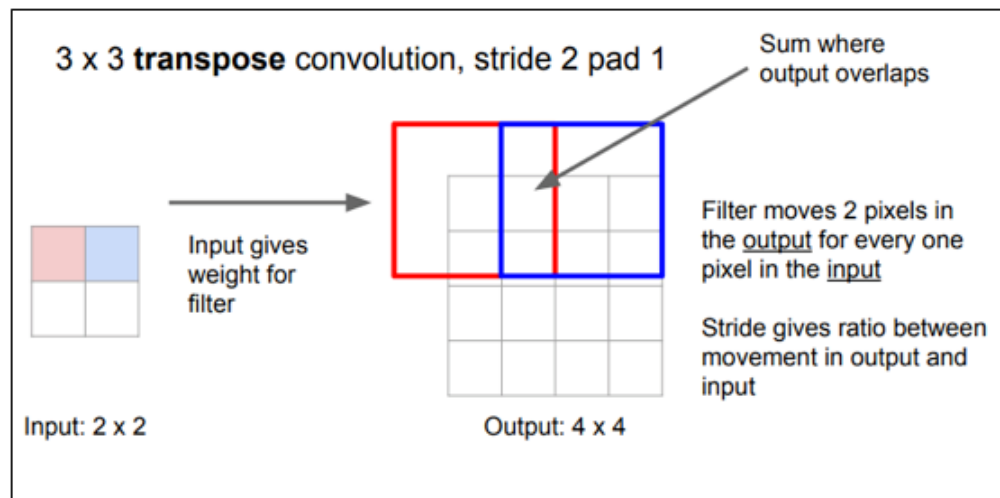 3 x 3 transpose convolution, stride 2 pad 1
Sum where
output overlaps
Input gives
weight for
filter
Filter moves 2 pixels in
the output for every one
pixel in the input
Stride gives ratio between
movement in output and
input
Input: 2 x 2
Output: 4 x 4